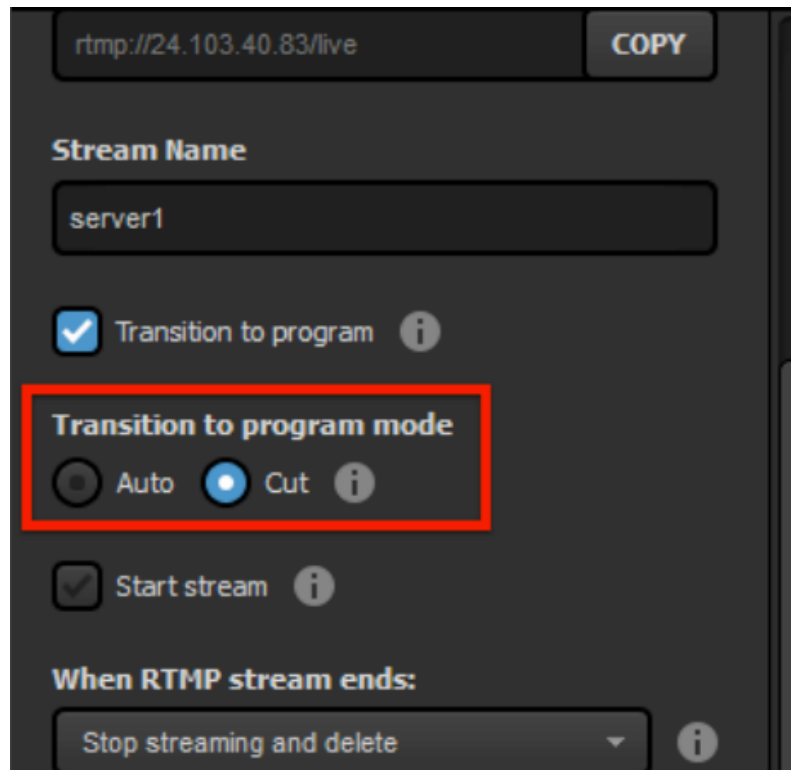 rtmp://24.103.40.83/live COPY
Stream Name
server1
Transition to program
Transition to program mode
Auto Cut
Start stream
When RTMP stream ends:
Stop streaming and delete